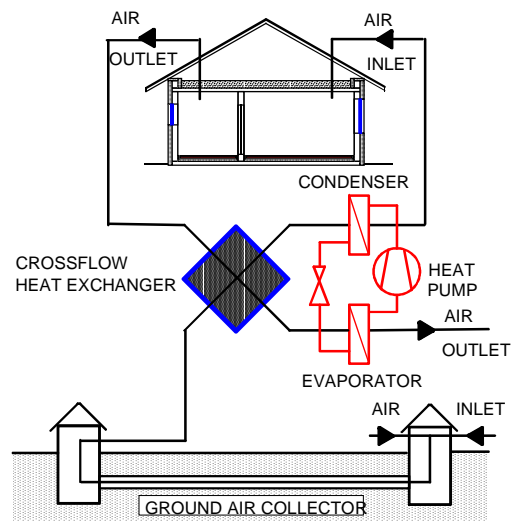 AIR
OUTLET
AIR
INLET
CONDENSER
CROSSFLOW
HEAT EXCHANGER
HEAT
PUMP
AIR
OUTLET
EVAPORATOR
AIR INLET
GROUND AIR COLLECTOR